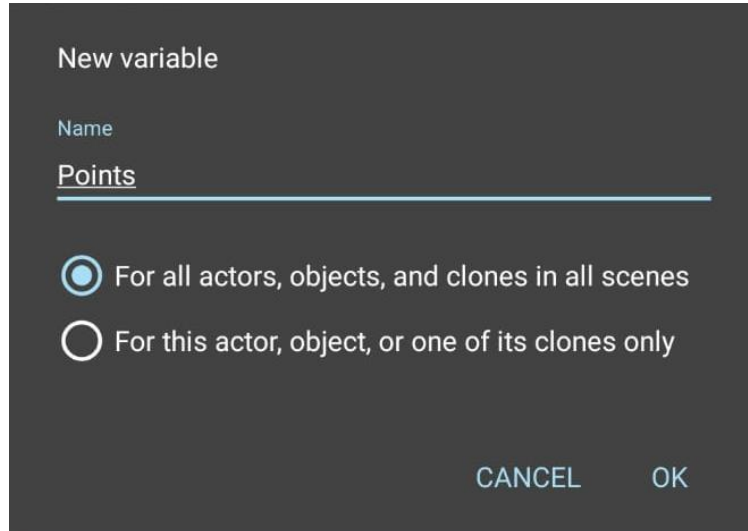 New variable
Name
Points
For all actors, objects, and clones in all scenes
For this actor, object, or one of its clones only
CANCEL OK